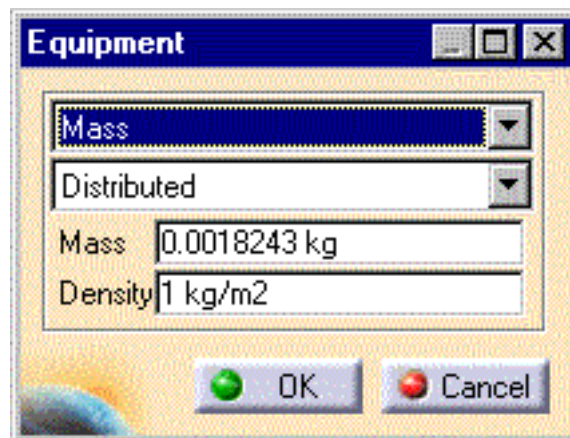 Equipment
Mass
Distributed
Mass 0.0018243 kg
Density 1 kg/m2
OK Cancel